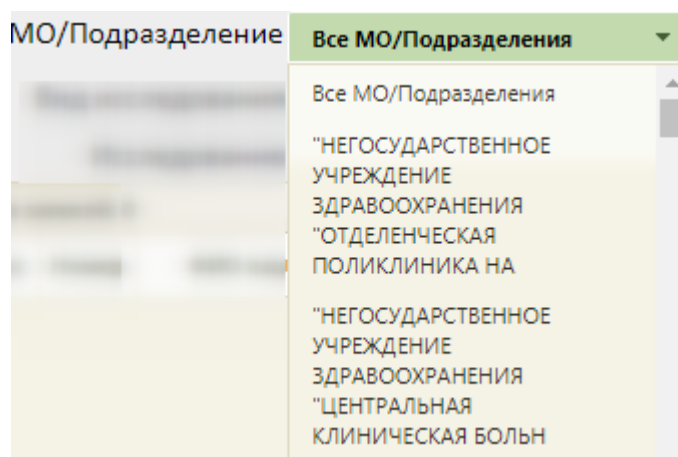 МО/Подразделение
Все МО/Подразделения
Все МО/Подразделения
"НЕГОСУДАРСТВЕННОЕ
УЧРЕЖДЕНИЕ
ЗДРАВООХРАНЕНИЯ
"ОТДЕЛЕНЧЕСКАЯ
ПОЛИКЛИНИКА НА
"НЕГОСУДАРСТВЕННОЕ
УЧРЕЖДЕНИЕ
ЗДРАВООХРАНЕНИЯ
"ЦЕНТРАЛЬНАЯ
КЛИНИЧЕСКАЯ БОЛЬН